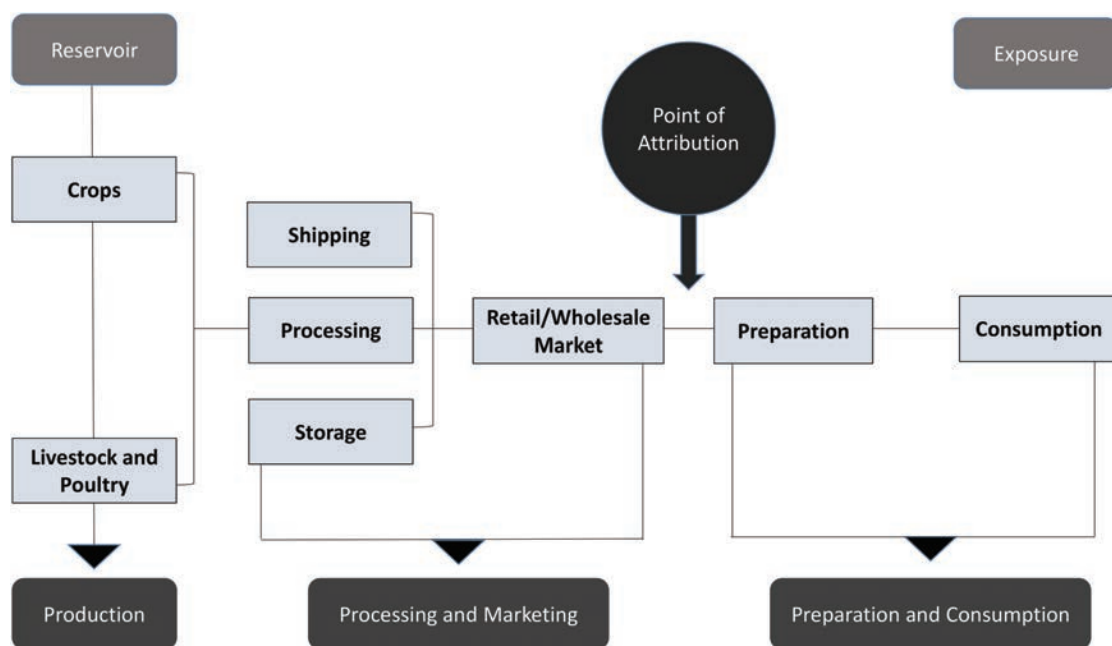 Reservoir
Exposure
Point of
Attribution
Crops
Shipping
Processing
Retail/Wholesale
Market
Preparation
Consumption
Storage
Livestock and
Poultry
Production
Processing and Marketing
Preparation and Consumption